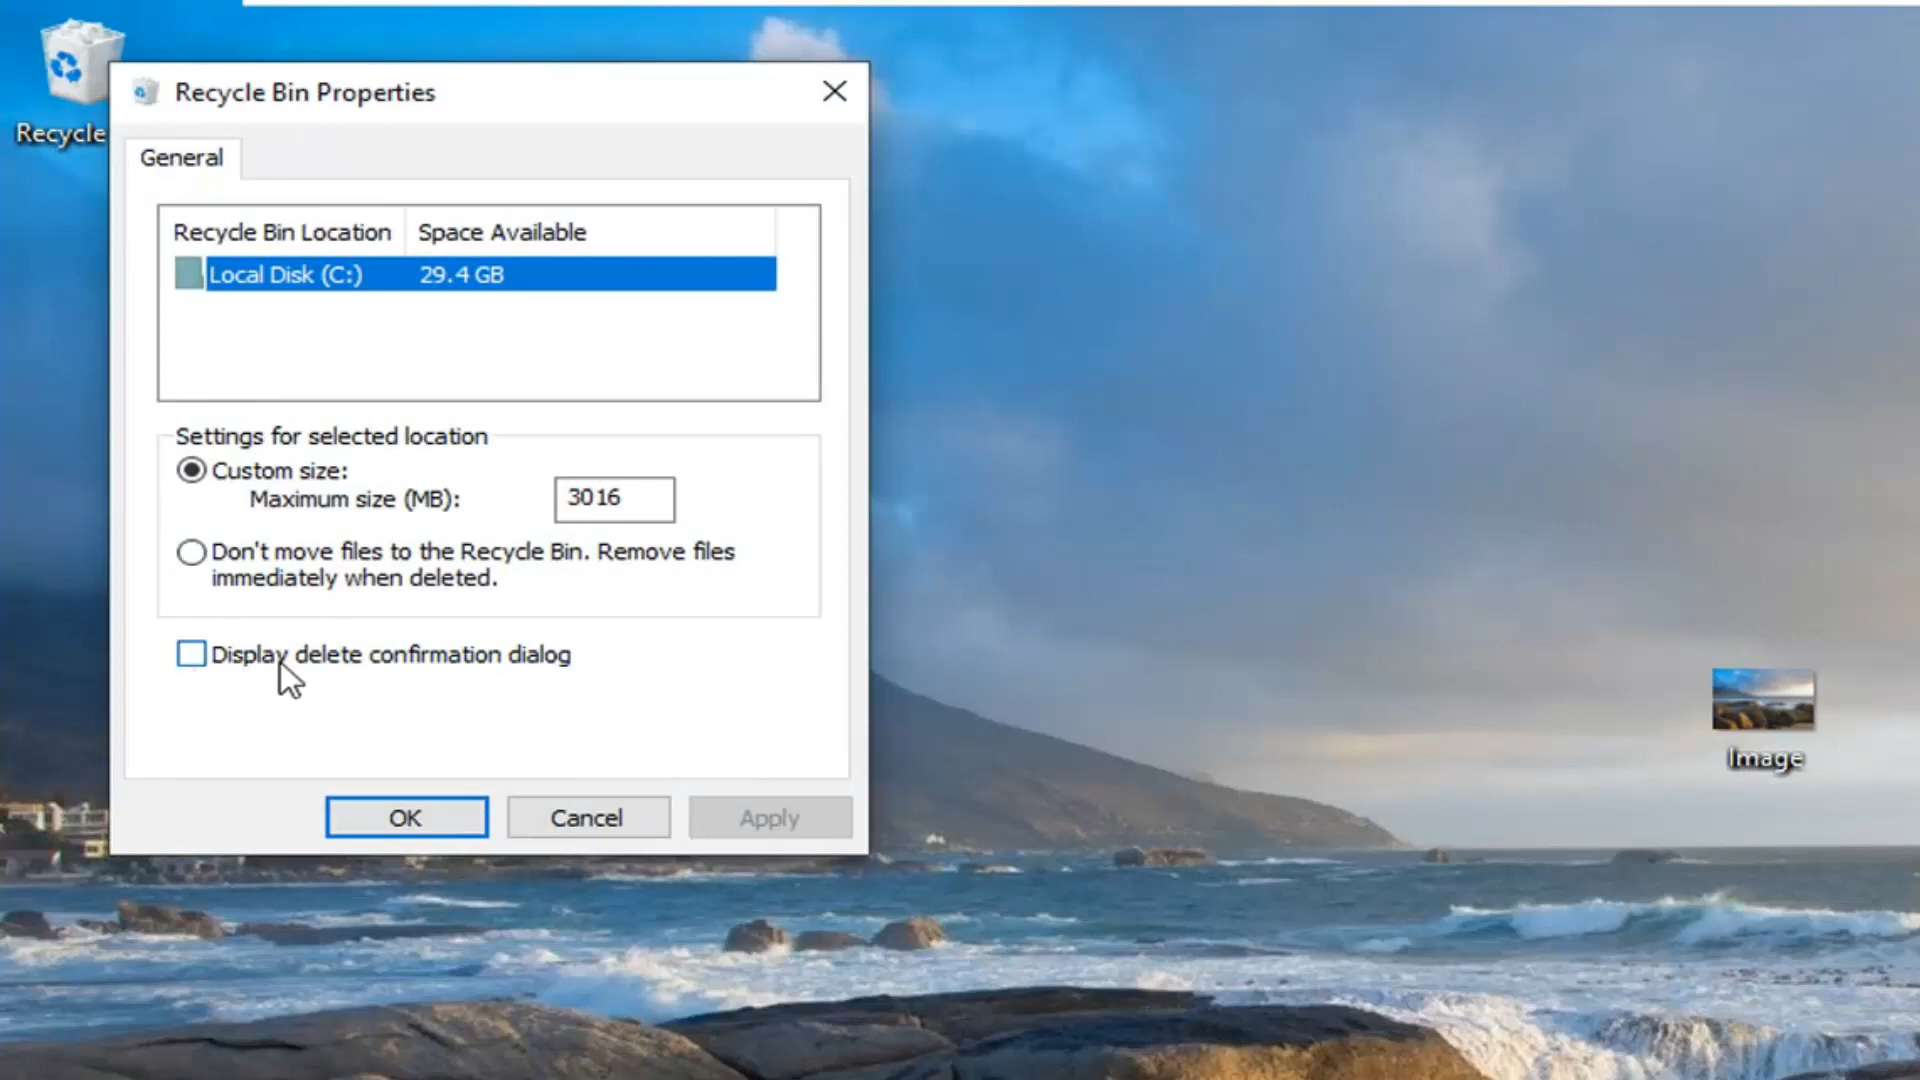 Recycle
Recycle Bin Properties
General
Recycle Bin Location Space Available
Local Disk (C:) 29.4 GB
Settings for selected location
Custom size:
Maximum size (MB): 3016
Don't move files to the Recycle Bin. Remove files
immediately when deleted.
Display delete confirmation dialog
OK Cancel Apply
Image